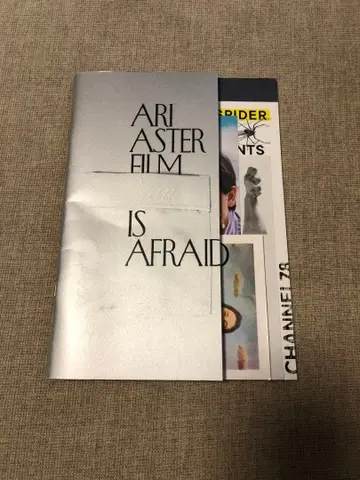 ARI
ASTER
FILM
IS
AFRAID
SPIDER
NTS
CHANNEL 78